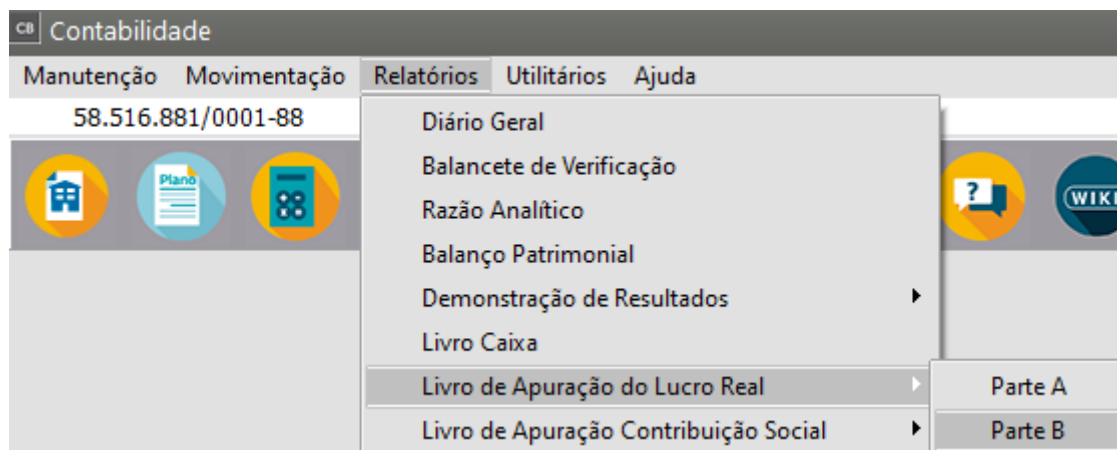 CB Contabilidade
Manutenção Movimentação Relatórios Utilitários Ajuda
58.516.881/0001-88
Diário Geral
Balancete de Verificação
Plano
? WIKI
Razão Analítico
Balanço Patrimonial
Demonstração de Resultados
Livro Caixa
Livro de Apuração do Lucro Real Parte A
Livro de Apuração Contribuição Social Parte B